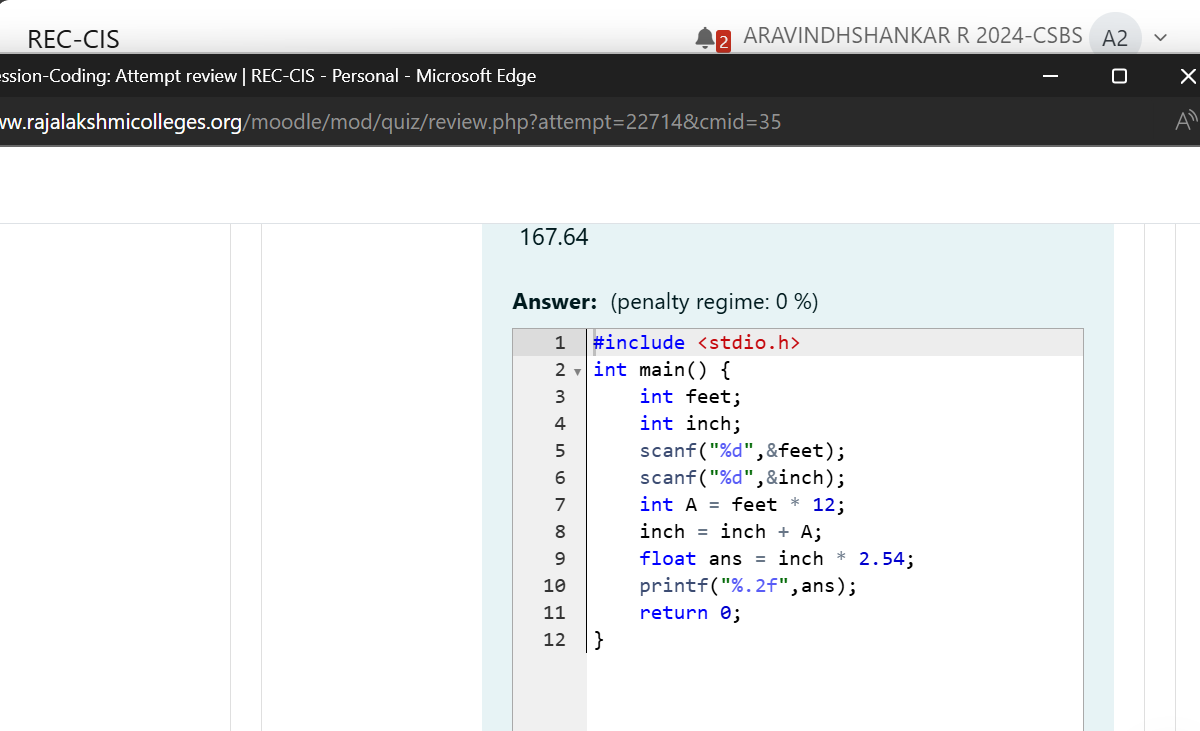 REC-CIS
2 ARAVINDHSHANKAR R 2024-CSBS A2
ession-Coding: Attempt review | REC-CIS - Personal - Microsoft Edge
ww.rajalakshmicolleges.org/moodle/mod/quiz/review.php?attempt=22714&cmid=35
167.64
Answer: (penalty regime: 0 %)
1 #include <stdio.h>
2 int main() {
3 int feet;
4 int inch;
5 scanf("%d",&feet);
6 scanf("%d",&inch);
7 int A = feet * 12;
8 inch = inch + A;
9 float ans = inch * 2.54;
10 printf("%.2f",ans);
11 return 0;
12 }